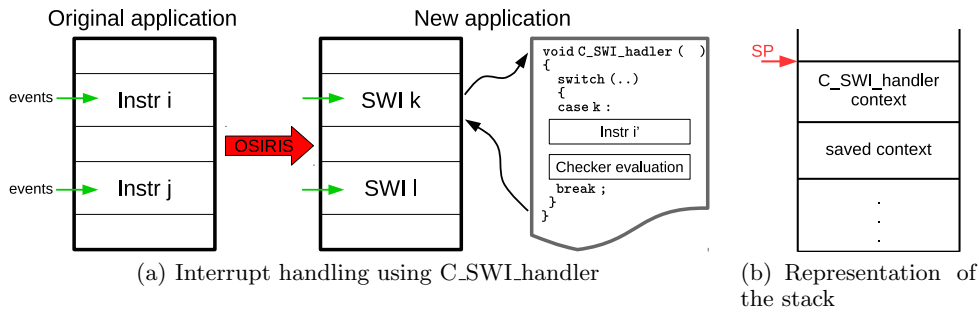 Original application
New application
events
Instr i
events
Instr j
OSIRIS
SWI k
SWI l
void C_SWI_hadler ( )
{
switch (..)
{
case k :
Instr i'
Checker evaluation
break ;
}
}
SP
C_SWI_handler
context
saved context
.
.
.
(a) Interrupt handling using C_SWI_handler
(b) Representation of
the stack